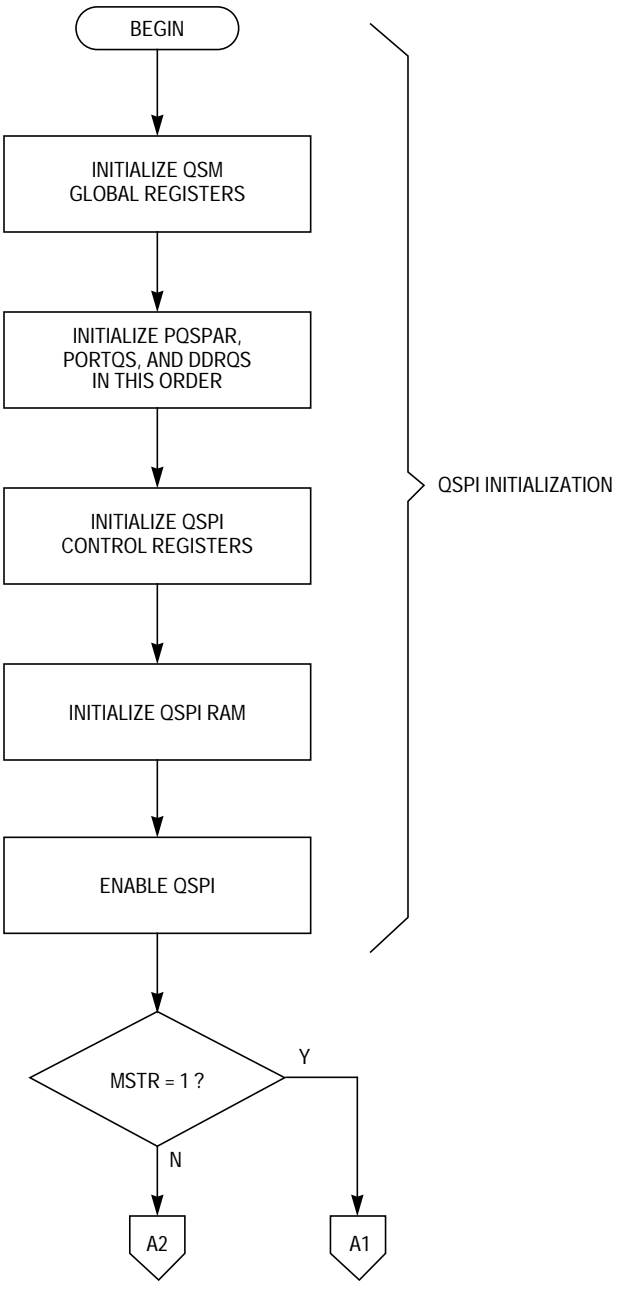 BEGIN
INITIALIZE QSM
GLOBAL REGISTERS
INITIALIZE PQSPAR,
PORTQS, AND DDRQS
IN THIS ORDER
INITIALIZE QSPI
CONTROL REGISTERS
QSPI INITIALIZATION
INITIALIZE QSPI RAM
ENABLE QSPI
MSTR = 1 ?
Y
N
A2
A1